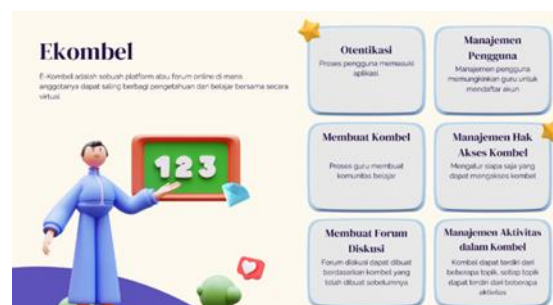 Ekombel
E-Kombel adalah sebuah platform atau forum online di mana
anggotanya dapat saling berbagi pengetahuan dan belajar bersama secara
virtual.
123
Otentikasi
Proses pengguna memasuki
aplikasi.
Manajemen
Pengguna
Manajemen pengguna
memungkinkan guru untuk
mendaftar akun
Membuat Kombel
Proses guru membuat
komunitas belajar
Manajemen Hak
Akses Kombel
Mengatur siapa saja yang
dapat mengakses kombel
Membuat Forum
Diskusi
Forum diskusi dapat dibuat
berdasarkan kombel yang
telah dibuat sebelumnya
Manajemen Aktivitas
dalam Kombel
Kombel dapat terdiri dari
beberapa topik, setiap topik
dapat terdiri dari beberapa
aktivitas